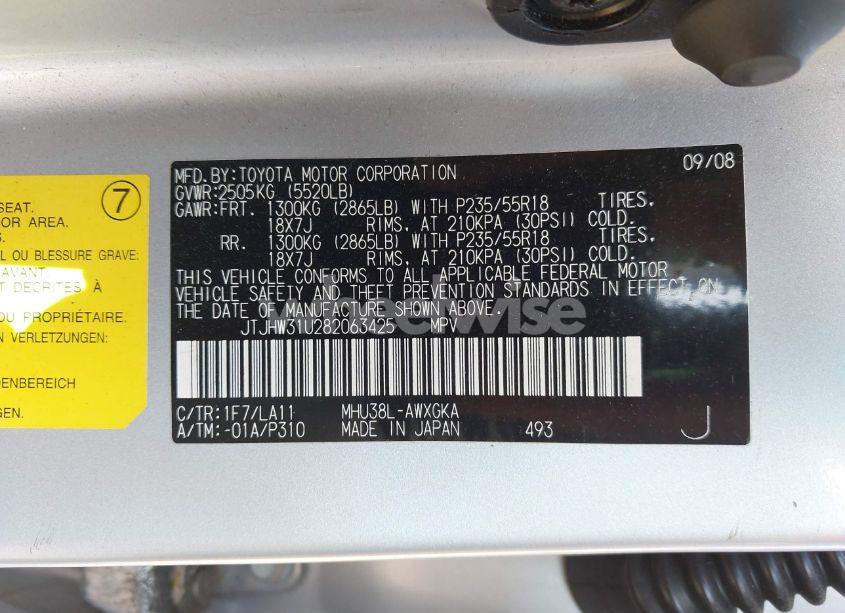 7
SEAT.
OR AREA.
S.
L OU BLESSURE GRAVE:
AVANT
T DÉCRITES À
U PROPRIÉTAIRE.
EN VERLETZUNGEN.
DENBEREICH
GEN.
MFD. BY: TOYOTA MOTOR CORPORATION 09/08
GVWR: 2505KG (5520LB)
GAWR: FRT. 1300KG (2865LB) WITH P235/55R18 TIRES,
18X7J RIMS, AT 210KPA (30PSI) COLD.
RR. 1300KG (2865LB) WITH P235/55R18 TIRES,
18X7J RIMS, AT 210KPA (30PSI) COLD.
THIS VEHICLE CONFORMS TO ALL APPLICABLE FEDERAL MOTOR
VEHICLE SAFETY AND THEFT PREVENTION STANDARDS IN EFFECT ON
THE DATE OF MANUFACTURE SHOWN ABOVE.
JTJHW31U282063425 MPV
C/TR: 1F7/LA11 MHU38L-AWXGKA
A/TM: -01A/P310 MADE IN JAPAN 493 J
wheelwise